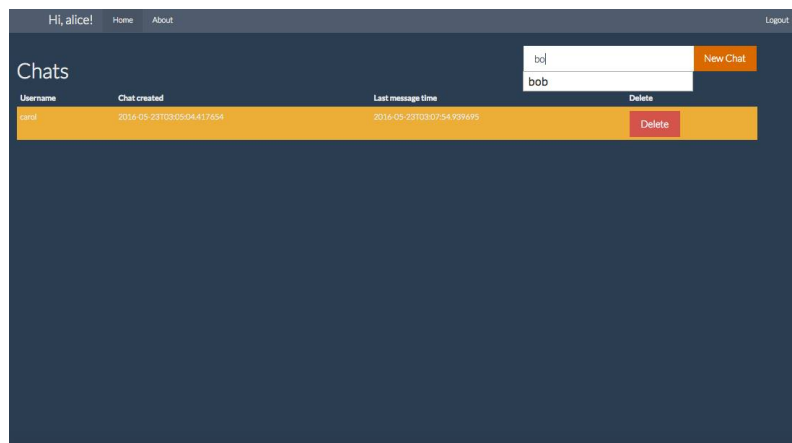 Hi, alice! Home About Logout
bo New Chat
Chats
bob
Username Chat created Last message time Delete
carol 2016-05-23T03:05:04.417654 2016-05-23T03:07:54.939695 Delete